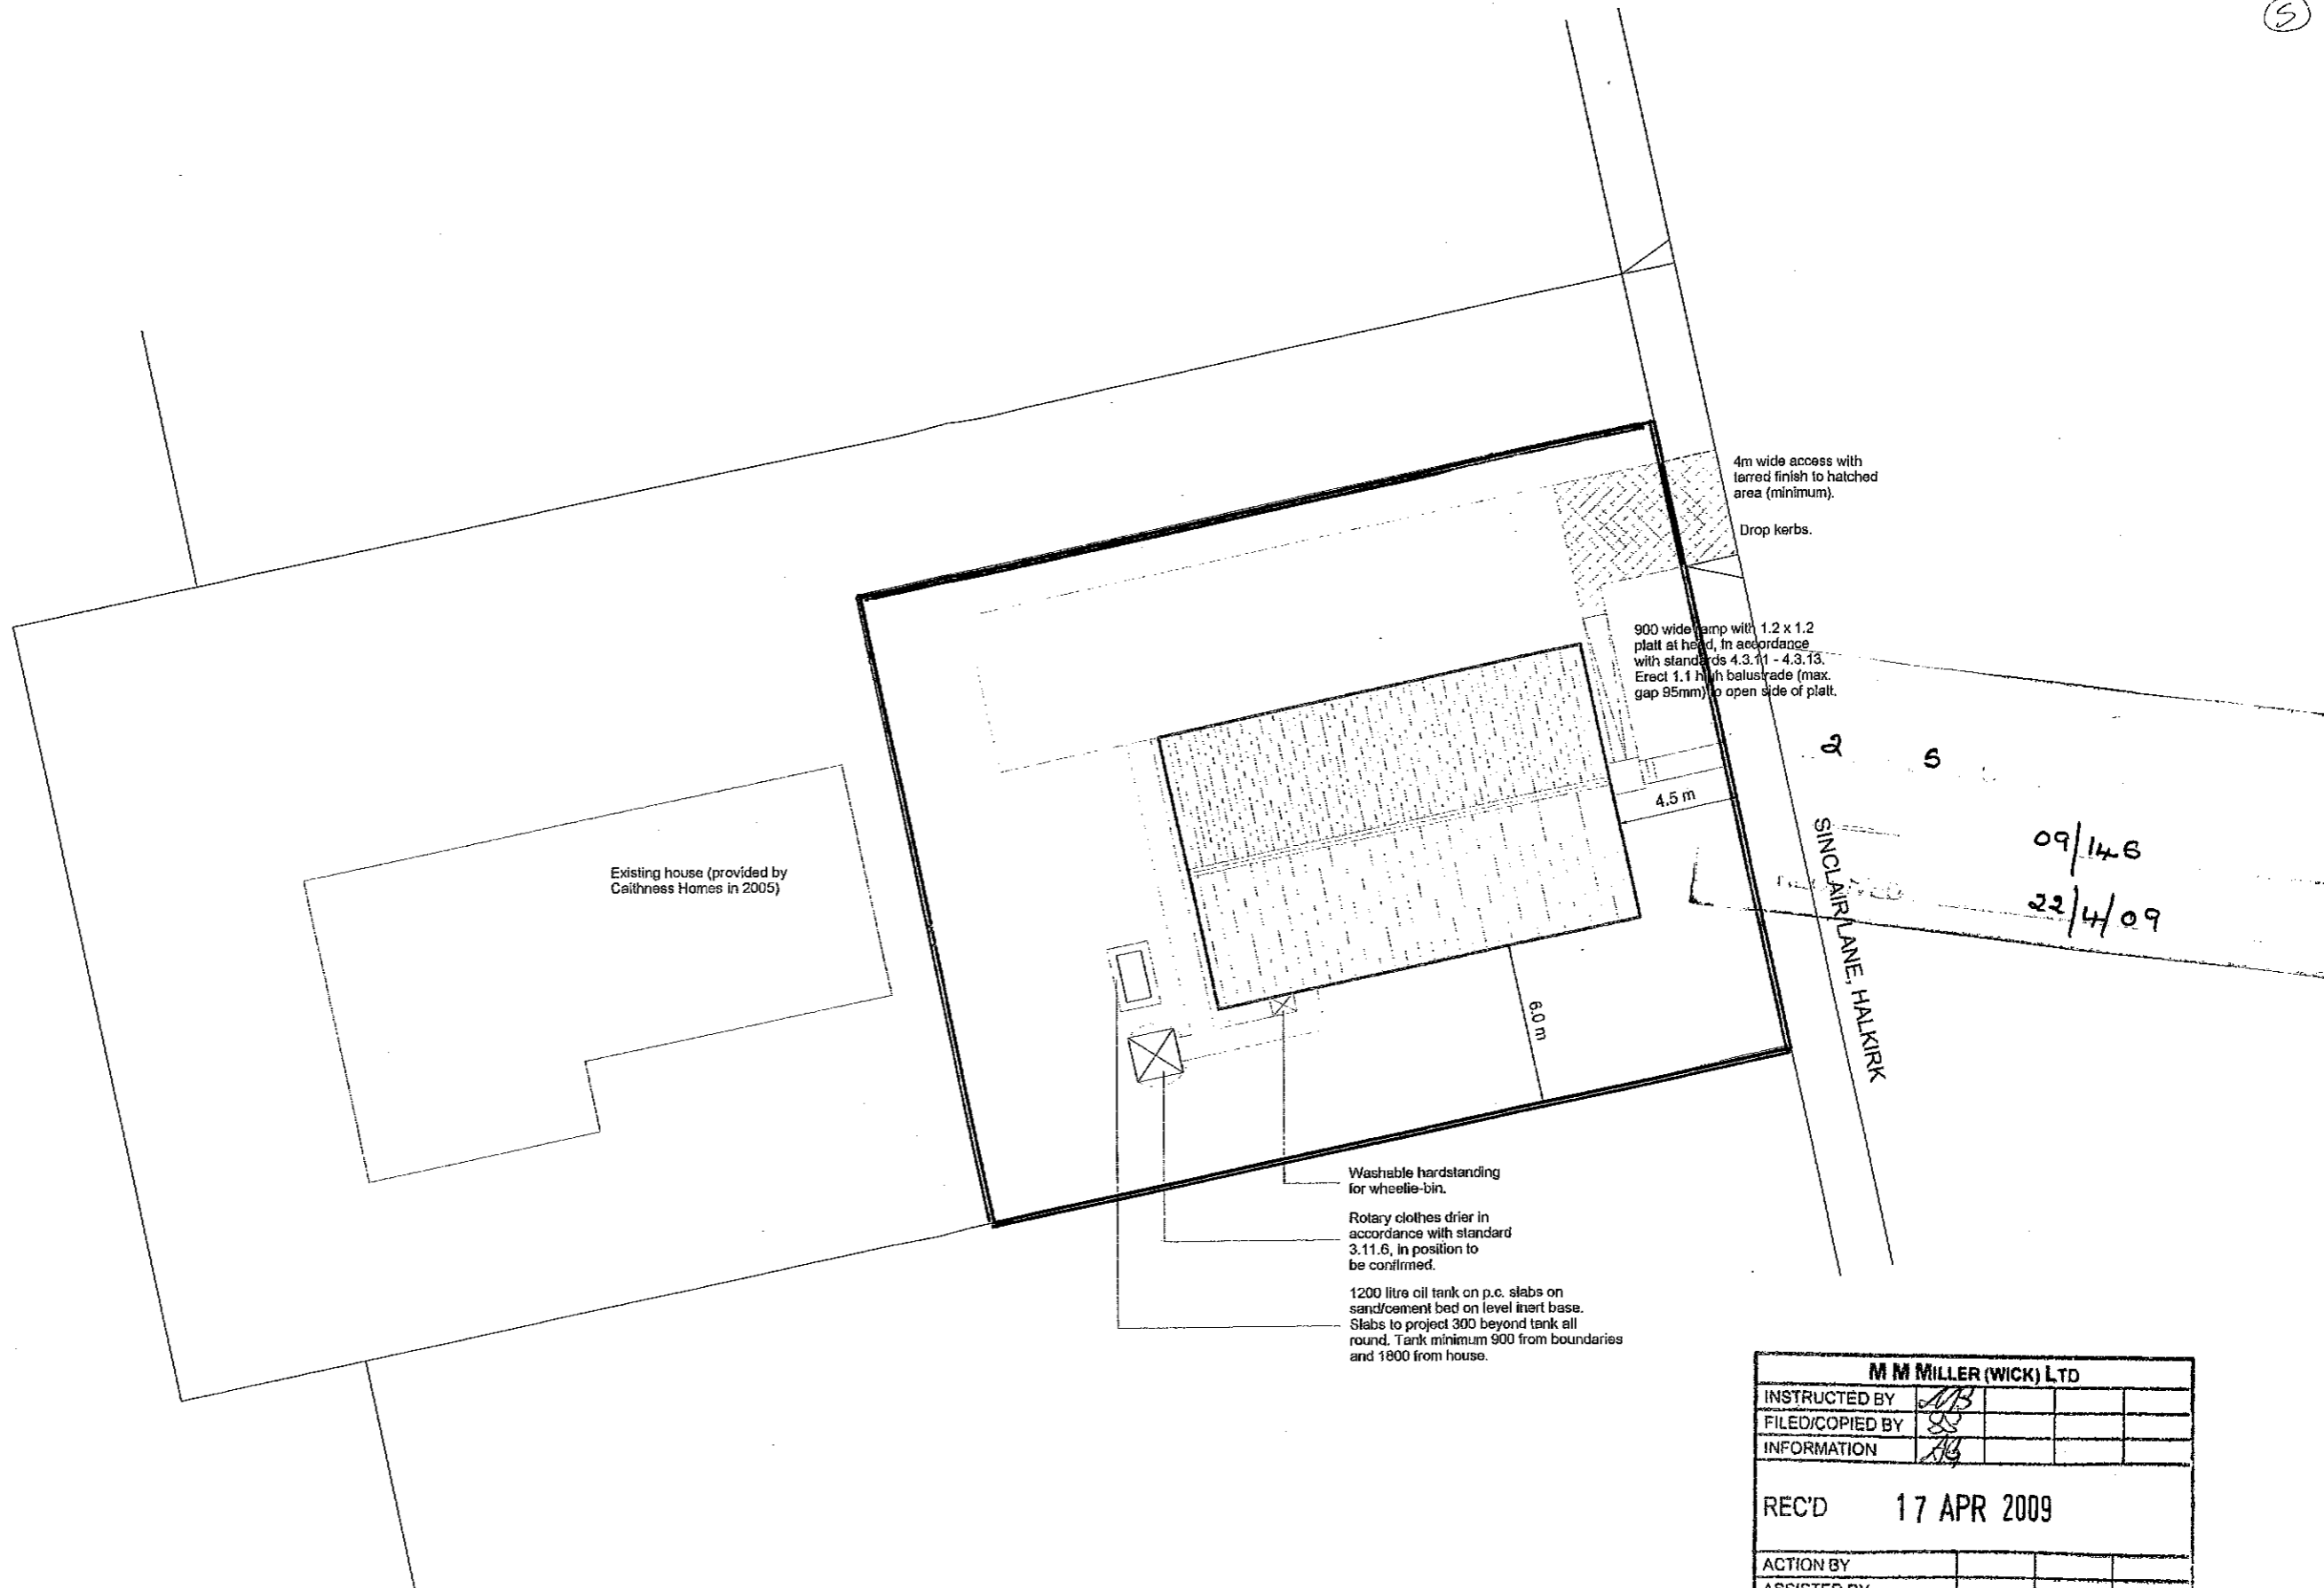 5
4m wide access with
tarred finish to hatched
area (minimum).
Drop kerbs.
900 wide ramp with 1.2 x 1.2
platt at head, in accordance
with standards 4.3.11 - 4.3.13.
Erect 1.1 high balustrade (max.
gap 95mm) to open side of platt.
2 5
4.5 m
SINCLAIR LANE, HALKIRK
09/146
22/4/09
Existing house (provided by
Caithness Homes in 2005)
6.0 m
Washable hardstanding
for wheelie-bin.
Rotary clothes drier in
accordance with standard
3.11.6, in position to
be confirmed.
1200 litre oil tank on p.c. slabs on
sand/cement bed on level inert base.
Slabs to project 300 beyond tank all
round. Tank minimum 900 from boundaries
and 1800 from house.
M M MILLER (WICK) LTD
INSTRUCTED BY
FILED/COPIED BY
INFORMATION
REC'D 17 APR 2009
ACTION BY
ASSISTED BY